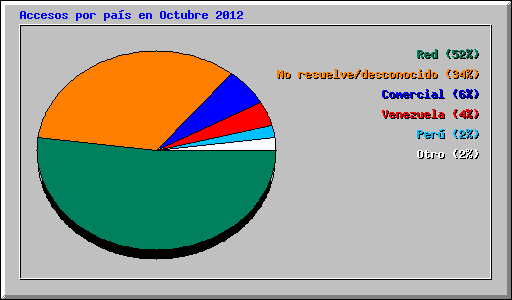 Accesos por país en Octubre 2012
Red (52%)
No resuelve/desconocido (34%)
Comercial (6%)
Venezuela (4%)
Perú (2%)
Otro (2%)